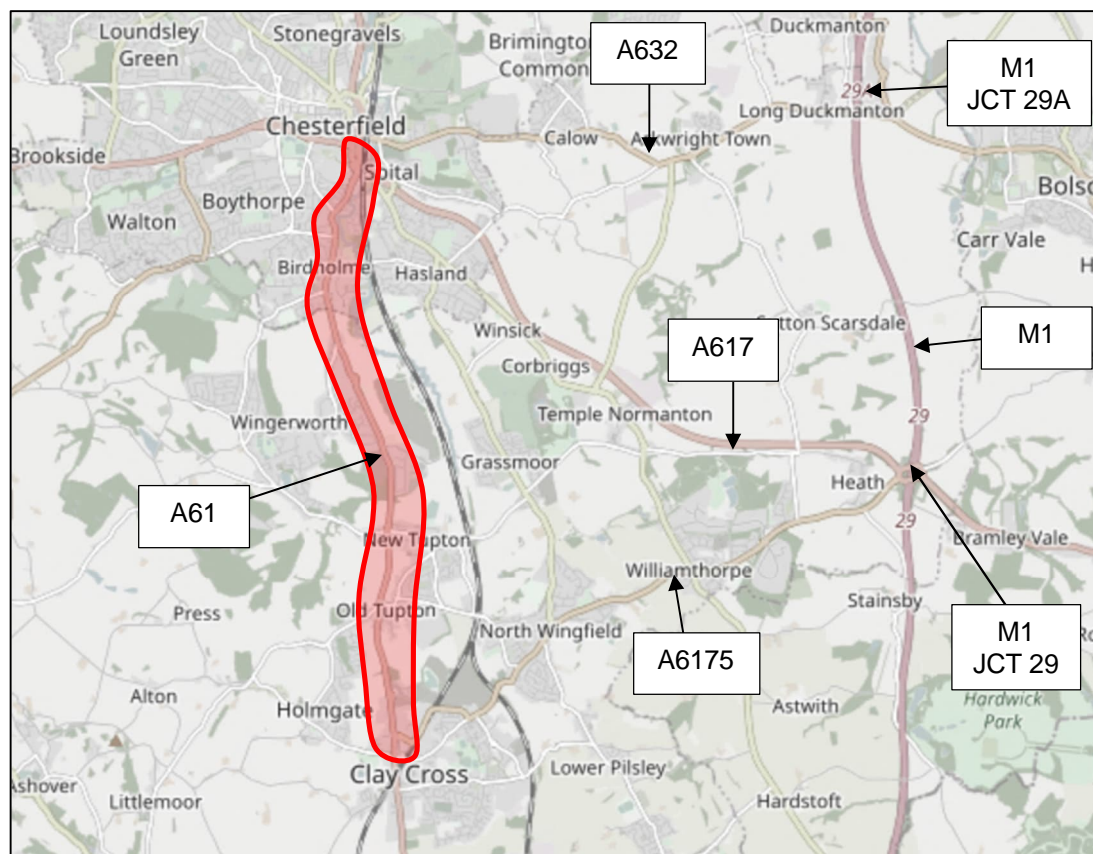 Loundsley
Green
Stonegravels
Brimington
Common
A632
Duckmanton
M1
JCT 29A
29A
Long Duckmanton
Chesterfield
Calow
Arkwright Town
Brookside
Spital
Bols
Boythorpe
Walton
Carr Vale
Birdholme
Hasland
H
Winsick
Sutton Scarsdale
M1
A617
Corbriggs
Temple Normanton
29
Wingerworth
Grassmoor
Heath
A61
29
Bramley Vale
New Tupton
Williamthorpe
Stainsby
Press
Old Tupton
North Wingfield
A6175
M1
JCT 29
Ro
Alton
Holmgate
Astwith
Hardwick
Park
Clay Cross
Lower Pilsley
Ashover
Littlemoor
Hardstoft